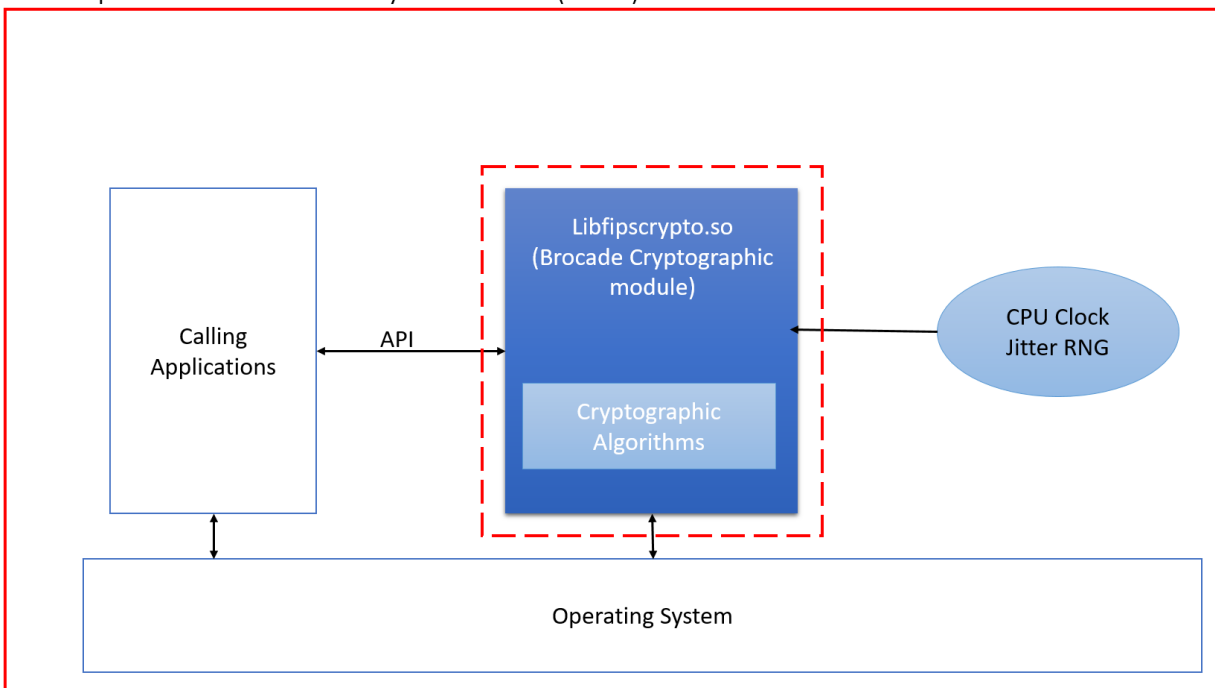 Calling
Applications
API
Libfipscrypto.so
(Brocade Cryptographic
module)
Cryptographic
Algorithms
CPU Clock
Jitter RNG
Operating System